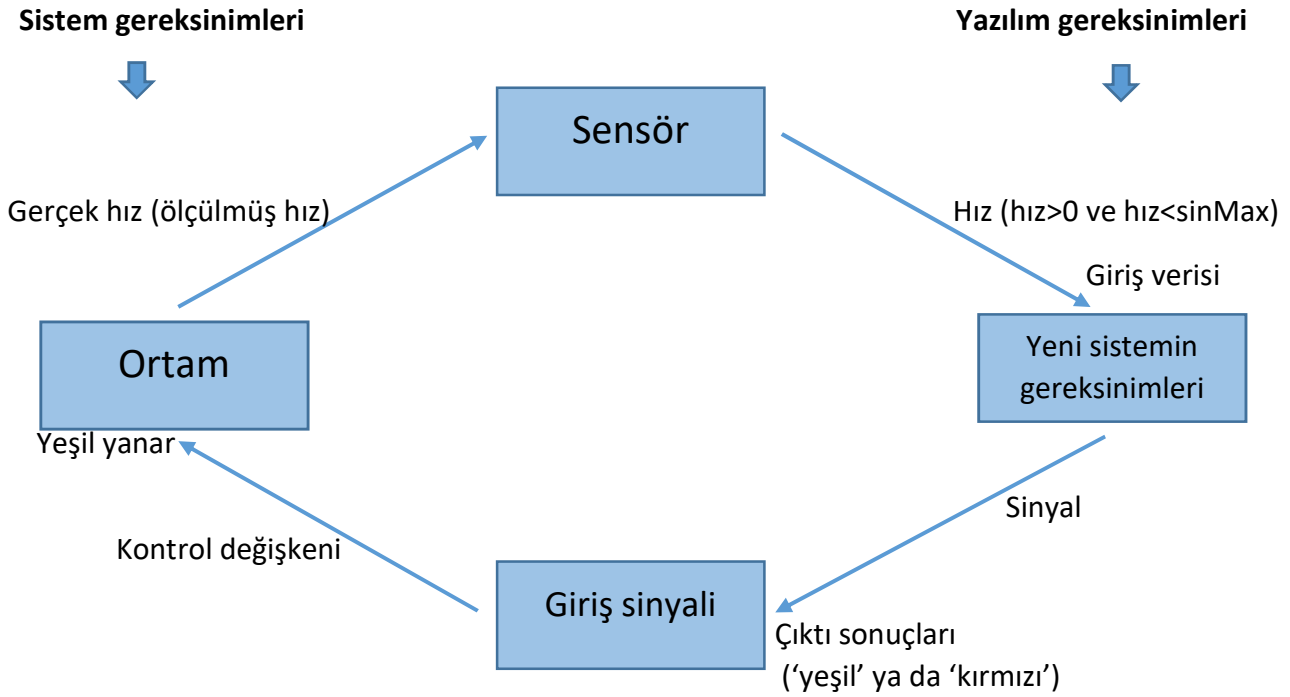 Sistem gereksinimleri
Yazılım gereksinimleri
Sensör
Gerçek hız (ölçülmüş hız)
Hız (hız>0 ve hız<sinMax)
Giriş verisi
Ortam
Yeni sistemin
gereksinimleri
Yeşil yanar
Sinyal
Kontrol değişkeni
Giriş sinyali
Çıktı sonuçları
(‘yeşil’ ya da ‘kırmızı’)